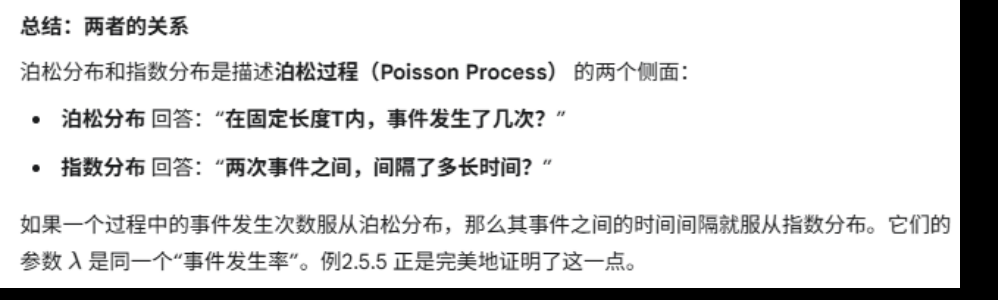 总结：两者的关系
泊松分布和指数分布是描述泊松过程（Poisson Process） 的两个侧面：
• 泊松分布 回答：“在固定长度T内，事件发生了几次？”
• 指数分布 回答：“两次事件之间，间隔了多长时间？”
如果一个过程中的事件发生次数服从泊松分布，那么其事件之间的时间间隔就服从指数分布。它们的
参数 λ 是同一个“事件发生率”。例2.5.5 正是完美地证明了这一点。